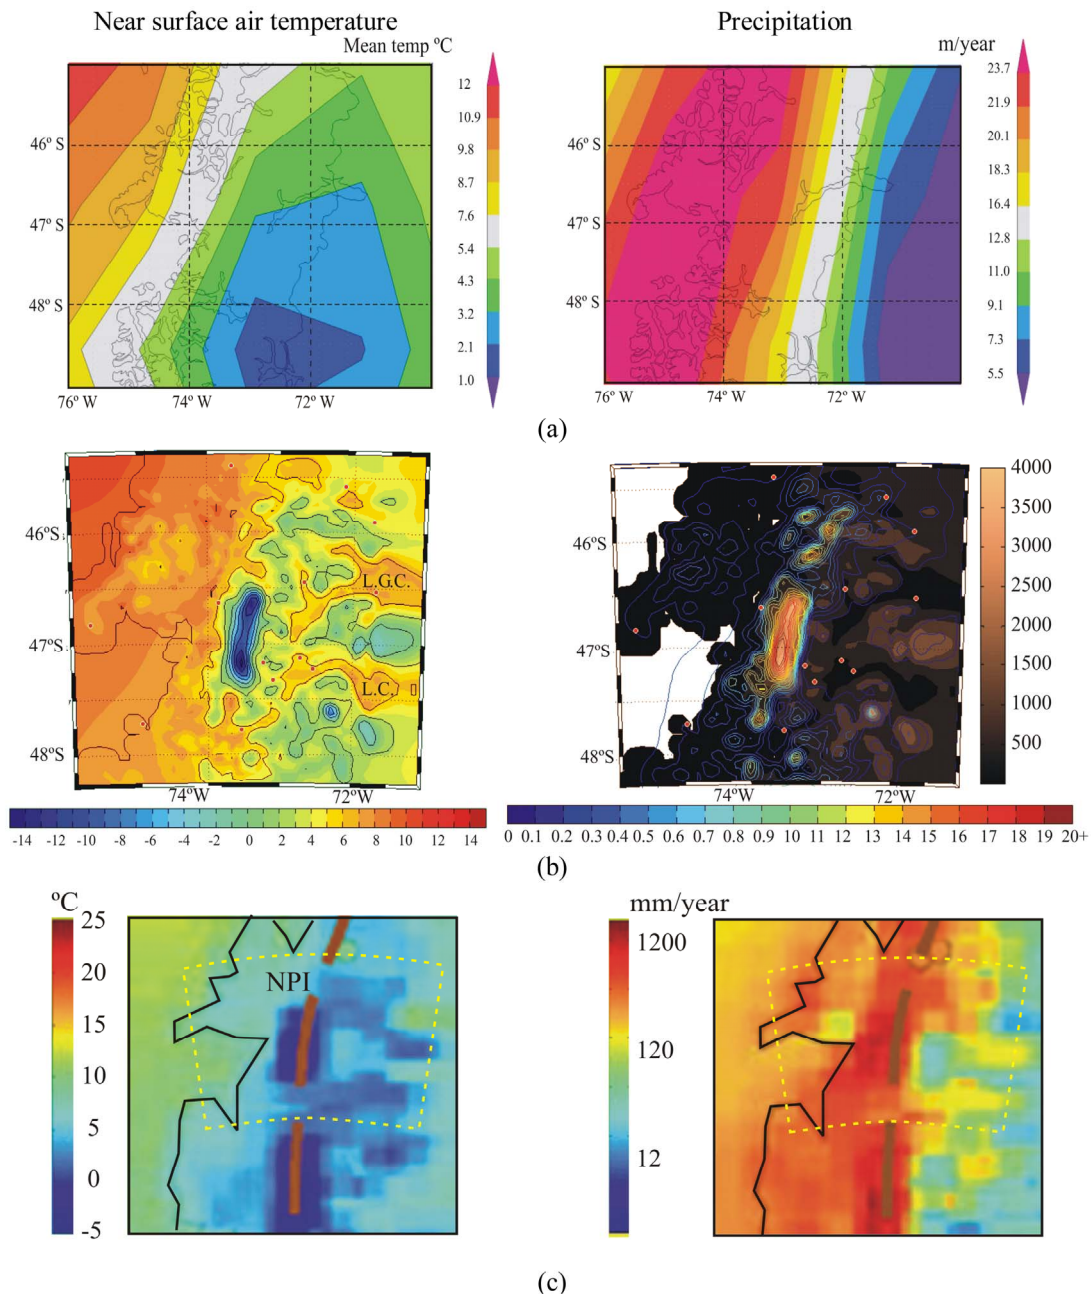 Near surface air temperature
Precipitation
Mean temp ºC
m/year
12
10.9
9.8
8.7
7.6
5.4
4.3
3.2
2.1
1.0
46º S
47º S
48º S
76º W
74º W
72º W
23.7
21.9
20.1
18.3
16.4
12.8
11.0
9.1
7.3
5.5
46º S
47º S
48º S
76º W
74º W
72º W
(a)
46ºS
47ºS
48ºS
L.G.C.
L.C.
74ºW
72ºW
-14 -12 -10 -8 -6 -4 -2 0 2 4 6 8 10 12 14
46ºS
47ºS
48ºS
74ºW
72ºW
4000
3500
3000
2500
2000
1500
1000
500
0 0.1 0.2 0.3 0.4 0.5 0.6 0.7 0.8 0.9 10 11 12 13 14 15 16 17 18 19 20+
(b)
ºC
25
20
15
10
5
0
-5
NPI
mm/year
1200
120
12
(c)